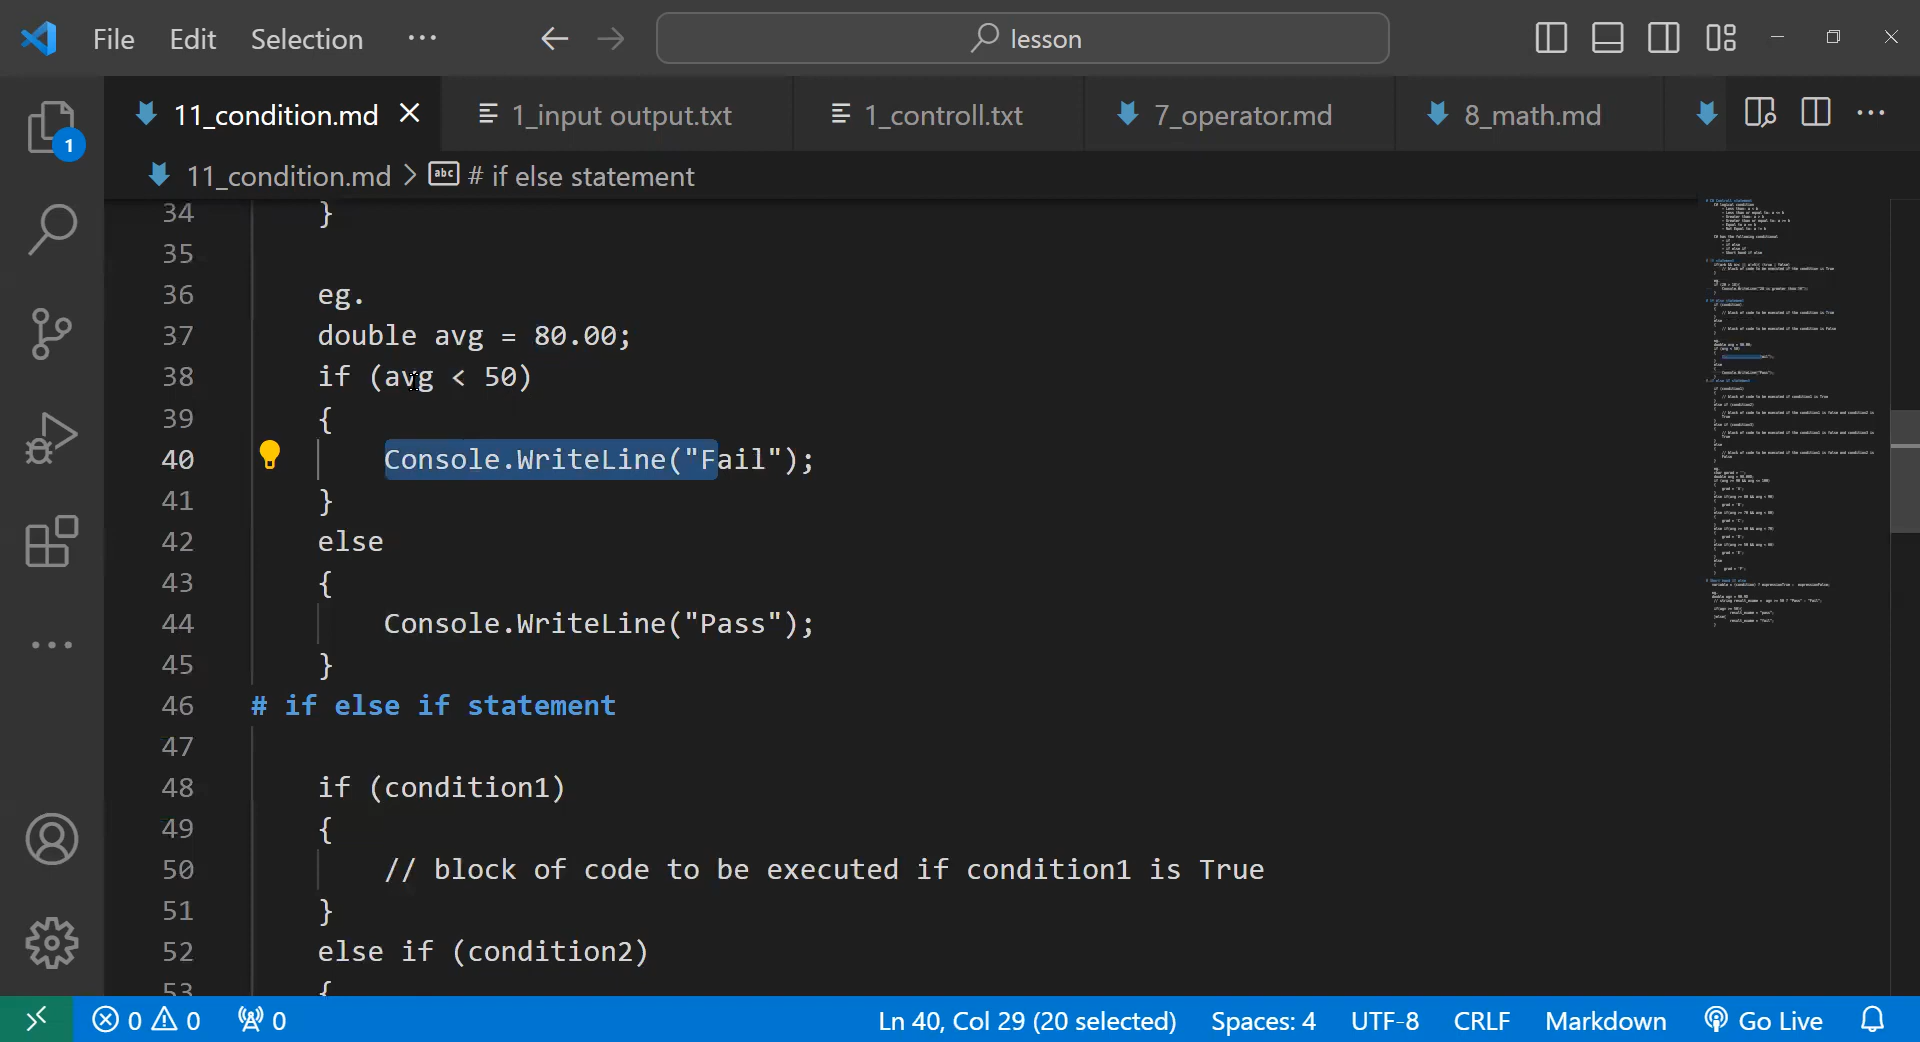 File Edit Selection ... lesson
11_condition.md 1_input output.txt 1_controll.txt 7_operator.md 8_math.md ...
11_condition.md > abc # if else statement
1
34 }
35
36 eg.
37 double avg = 80.00;
38 if (avg < 50)
39 {
40 Console.WriteLine("Fail");
41 }
42 else
43 {
44 Console.WriteLine("Pass");
45 }
46 # if else if statement
47
48 if (condition1)
49 {
50 // block of code to be executed if condition1 is True
51 }
52 else if (condition2)
53 {
0 0 0 Ln 40, Col 29 (20 selected) Spaces: 4 UTF-8 CRLF Markdown Go Live